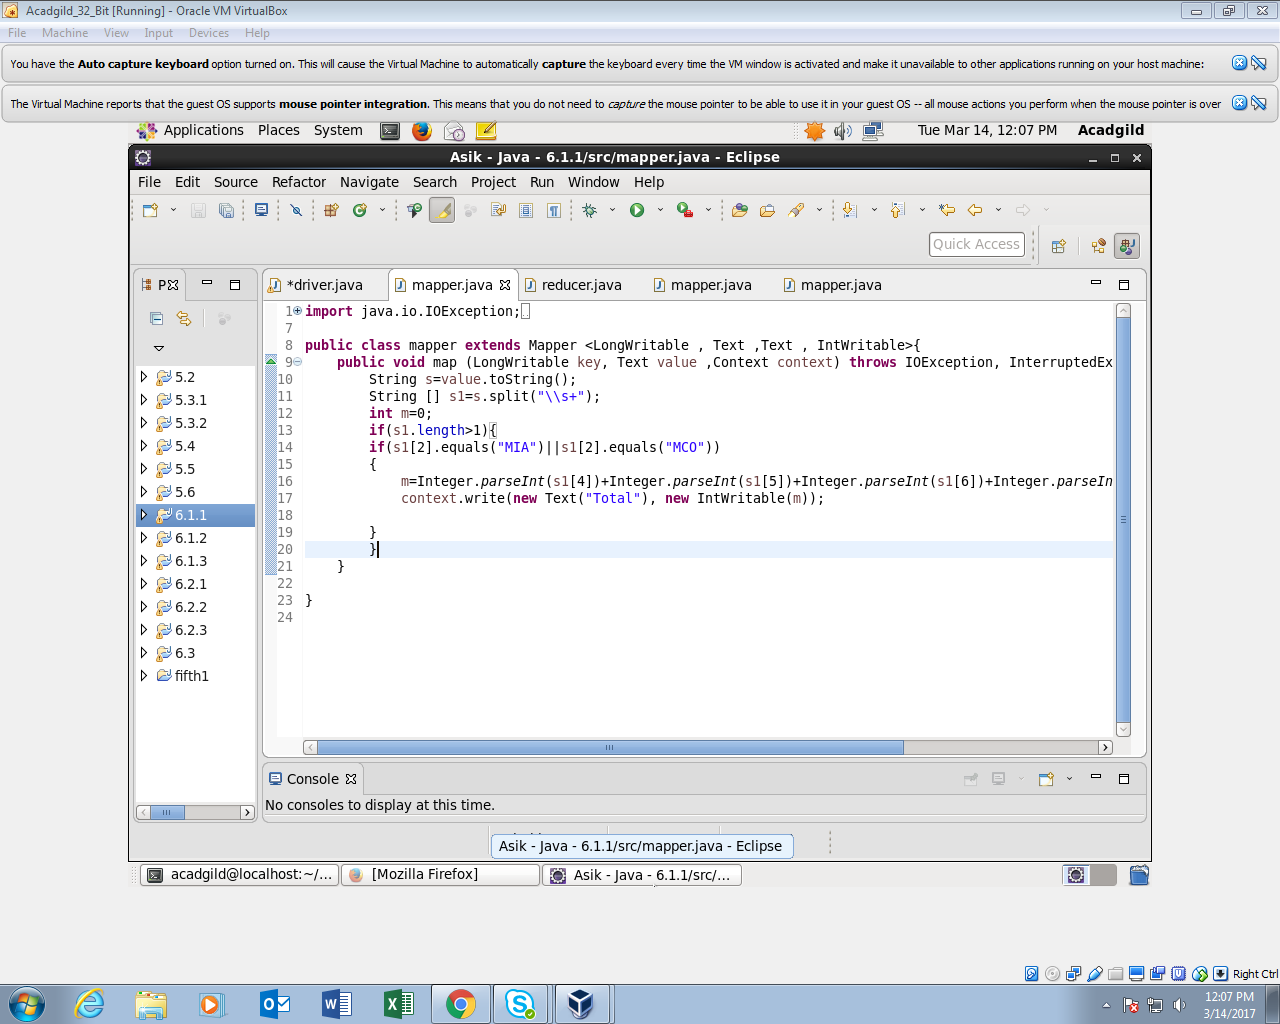 Acadgild_32_Bit [Running] - Oracle VM VirtualBox
File Machine View Input Devices Help
You have the Auto capture keyboard option turned on. This will cause the Virtual Machine to automatically capture the keyboard every time the VM window is activated and make it unavailable to other applications running on your host machine:
The Virtual Machine reports that the guest OS supports mouse pointer integration. This means that you do not need to capture the mouse pointer to be able to use it in your guest OS -- all mouse actions you perform when the mouse pointer is over
Applications Places System Tue Mar 14, 12:07 PM Acadgild
Asik - Java - 6.1.1/src/mapper.java - Eclipse
File Edit Source Refactor Navigate Search Project Run Window Help
Quick Access
P *driver.java mapper.java reducer.java mapper.java mapper.java
5.2
5.3.1
5.3.2
5.4
5.5
5.6
6.1.1
6.1.2
6.1.3
6.2.1
6.2.2
6.2.3
6.3
fifth1
1 import java.io.IOException;
7
8 public class mapper extends Mapper <LongWritable , Text ,Text , IntWritable>{
9 public void map (LongWritable key, Text value ,Context context) throws IOException, InterruptedEx
10 String s=value.toString();
11 String [] s1=s.split("\\s+");
12 int m=0;
13 if(s1.length>1){
14 if(s1[2].equals("MIA")||s1[2].equals("MCO"))
15 {
16 m=Integer.parseInt(s1[4])+Integer.parseInt(s1[5])+Integer.parseInt(s1[6])+Integer.parseIn
17 context.write(new Text("Total"), new IntWritable(m));
18
19 }
20 }
21 }
22
23 }
24
Console
No consoles to display at this time.
Asik - Java - 6.1.1/src/mapper.java - Eclipse
acadgild@localhost:~/... [Mozilla Firefox] Asik - Java - 6.1.1/src/...
Right Ctrl
12:07 PM
3/14/2017